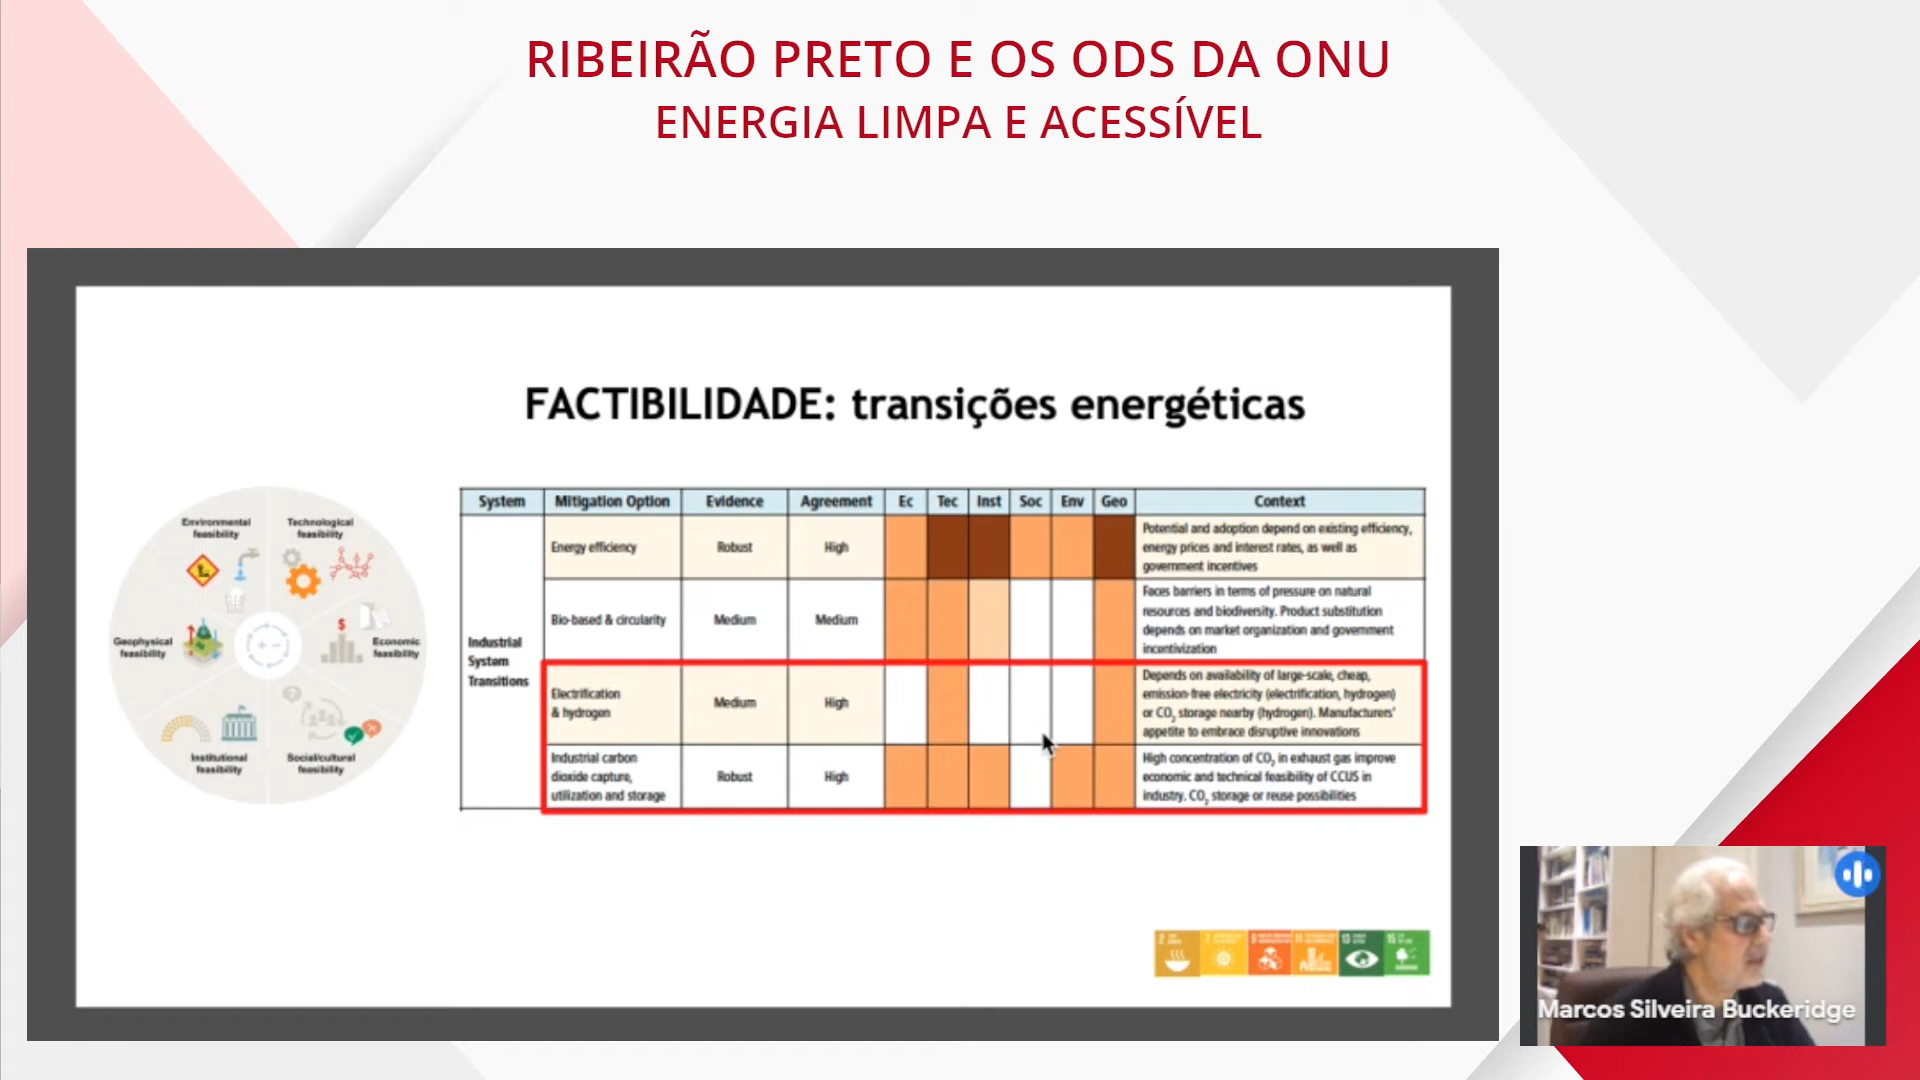 RIBEIRÃO PRETO E OS ODS DA ONU
ENERGIA LIMPA E ACESSÍVEL
FACTIBILIDADE: transições energéticas
Environmental
feasibility
Technological
feasibility
Geophysical
feasibility
$
Economic
feasibility
Institutional
feasibility
Social/cultural
feasibility
System
Mitigation Option
Evidence
Agreement
Ec
Tec
Inst
Soc
Env
Geo
Context
Industrial
System
Transitions
Energy efficiency
Robust
High
Potential and adoption depend on existing efficiency,
energy prices and interest rates, as well as
government incentives
Bio-based & circularity
Medium
Medium
Faces barriers in terms of pressure on natural
resources and biodiversity. Product substitution
depends on market organization and government
incentivization
Electrification
& hydrogen
Medium
High
Depends on availability of large-scale, cheap,
emission-free electricity (electrification, hydrogen)
or CO₂ storage nearby (hydrogen). Manufacturers'
appetite to embrace disruptive innovations
Industrial carbon
dioxide capture,
utilization and storage
Robust
High
High concentration of CO₂ in exhaust gas improve
economic and technical feasibility of CCUS in
industry. CO₂ storage or reuse possibilities
2
7
9
11
13
15
Marcos Silveira Buckeridge